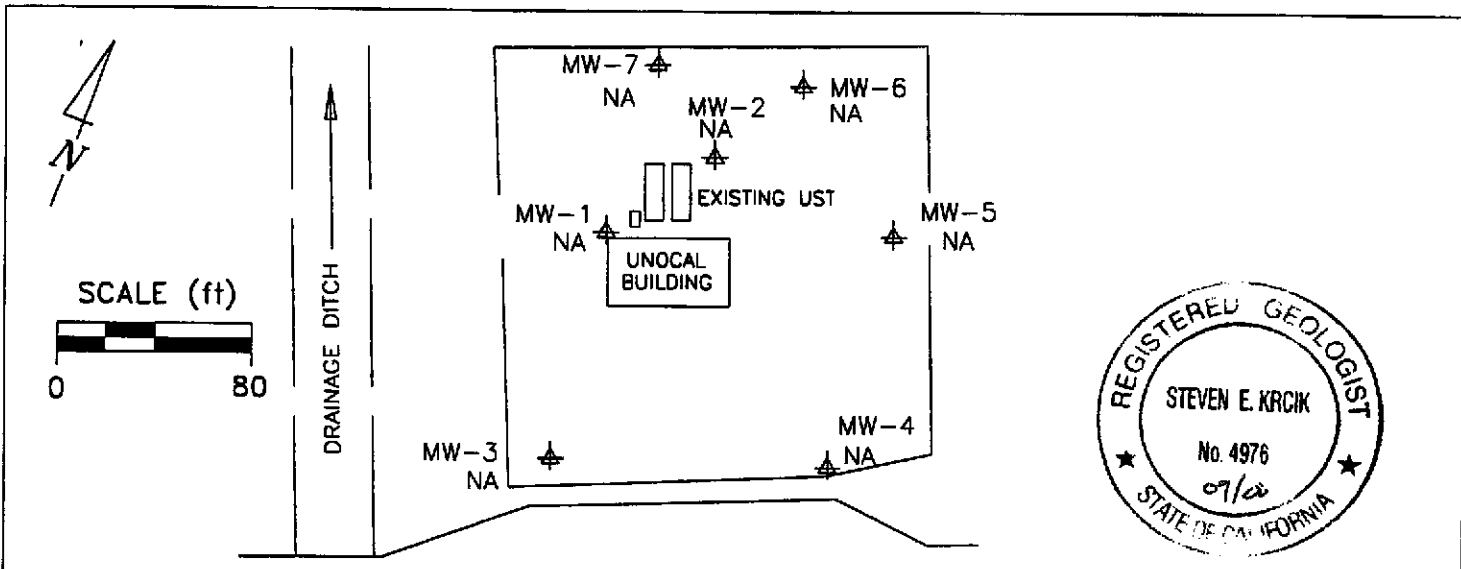 N
MW-7
NA
MW-6
NA
MW-2
NA
EXISTING UST
MW-1
NA
MW-5
NA
UNOCAL
BUILDING
SCALE (ft)
0 80
DRAINAGE DITCH
MW-3
NA
MW-4
NA
REGISTERED GEOLOGIST
STEVEN E. KRCIK
No. 4976
STATE OF CALIFORNIA